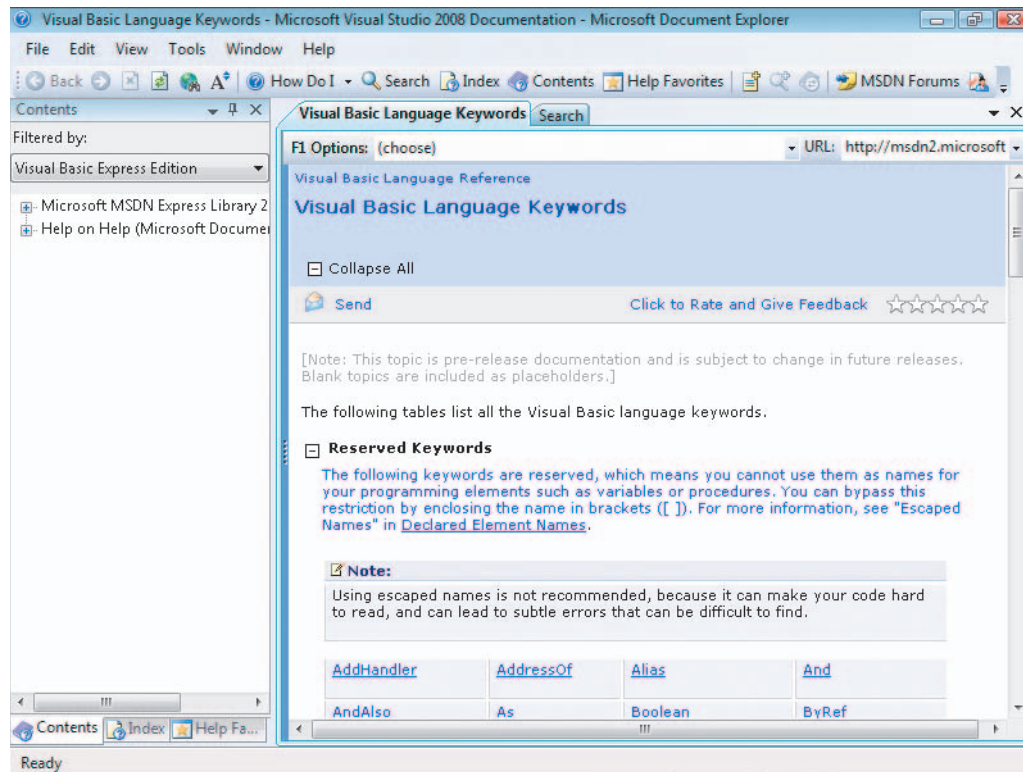 Visual Basic Language Keywords - Microsoft Visual Studio 2008 Documentation - Microsoft Document Explorer
File Edit View Tools Window Help
Back How Do I Search Index Contents Help Favorites MSDN Forums
Contents
Filtered by:
Visual Basic Express Edition
Microsoft MSDN Express Library 2
Help on Help (Microsoft Documen
Contents Index Help Fa...
Visual Basic Language Keywords Search
F1 Options: (choose) URL: http://msdn2.microsoft
Visual Basic Language Reference
Visual Basic Language Keywords
Collapse All
Send Click to Rate and Give Feedback
[Note: This topic is pre-release documentation and is subject to change in future releases.
Blank topics are included as placeholders.]
The following tables list all the Visual Basic language keywords.
Reserved Keywords
The following keywords are reserved, which means you cannot use them as names for
your programming elements such as variables or procedures. You can bypass this
restriction by enclosing the name in brackets ([ ]). For more information, see "Escaped
Names" in Declared Element Names.
Note:
Using escaped names is not recommended, because it can make your code hard
to read, and can lead to subtle errors that can be difficult to find.
AddHandler AddressOf Alias And
AndAlso As Boolean ByRef
Ready